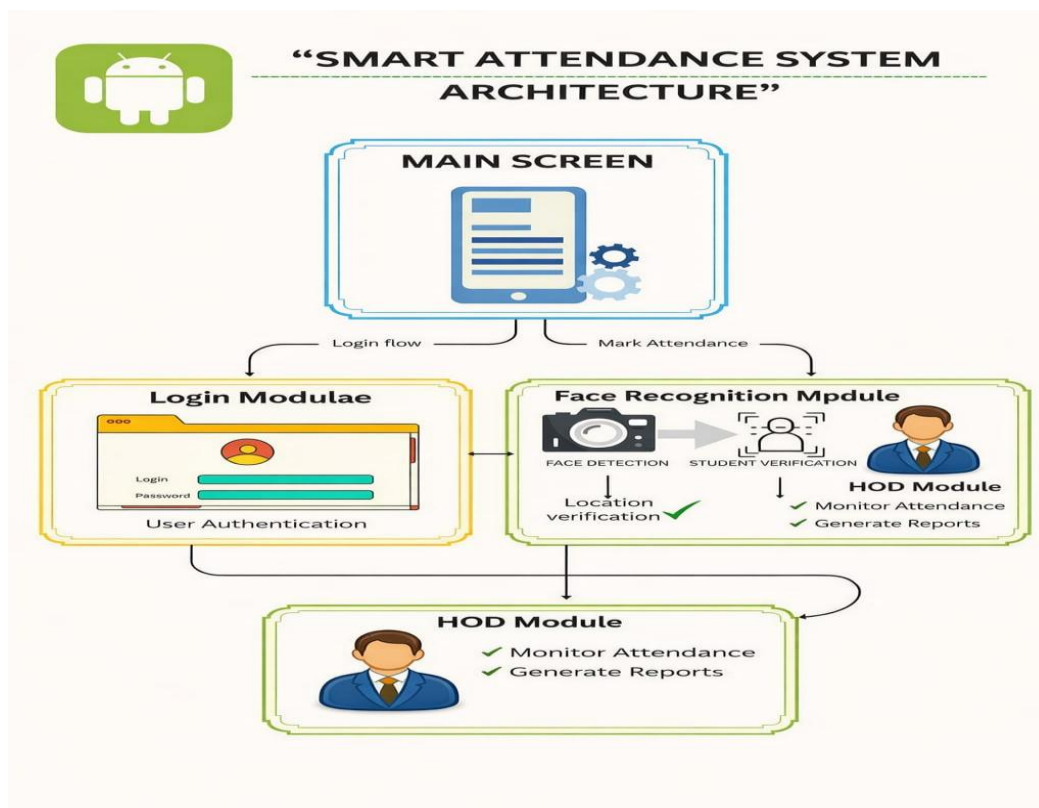 “SMART ATTENDANCE SYSTEM
ARCHITECTURE”
MAIN SCREEN
Login flow
Mark Attendance
Login Modulae
Login
Password
User Authentication
Face Recognition Mpdule
FACE DETECTION
STUDENT VERIFICATION
Location
verification
HOD Module
Monitor Attendance
Generate Reports
HOD Module
Monitor Attendance
Generate Reports